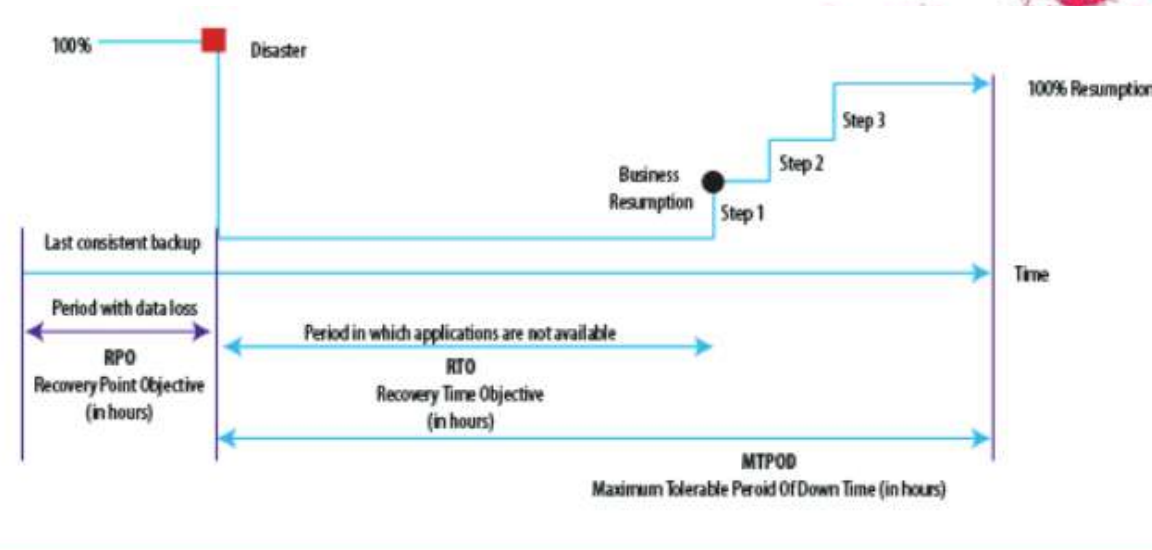 100%
Disaster
100% Resumption
Step 3
Step 2
Business
Resumption
Step 1
Last consistent backup
Time
Period with data loss
Period in which applications are not available
RPO
Recovery Point Objective
(in hours)
RTO
Recovery Time Objective
(in hours)
MTPOD
Maximum Tolerable Peroid Of Down Time (in hours)